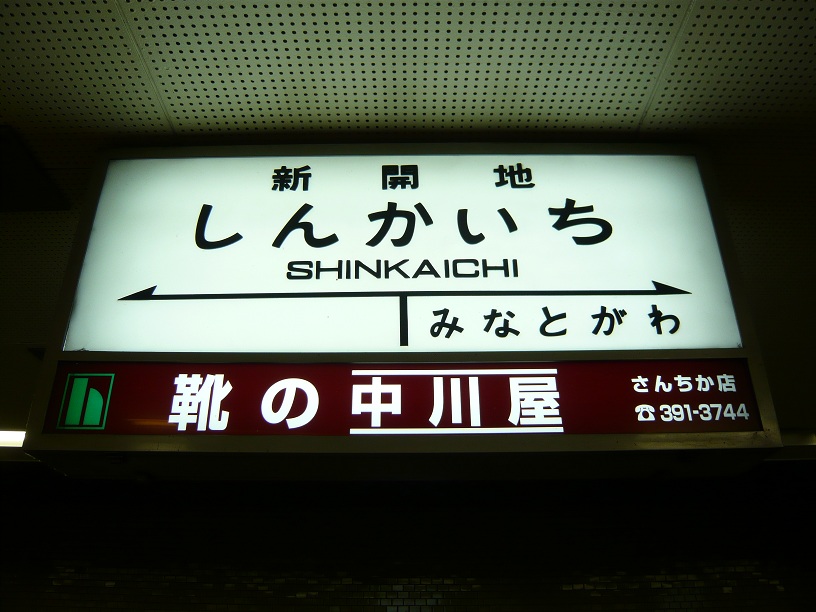 新開地
しんかいち
SHINKAICHI
みなとがわ
h
靴の中川屋
さんちか店
☎391-3744